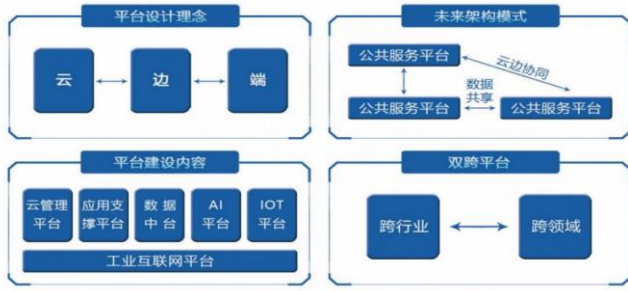 平台设计理念
云
边
端
未来架构模式
公共服务平台
云边协同
数据
共享
公共服务平台
公共服务平台
平台建设内容
云管理
平台
应用支
撑平台
数据
中台
AI
平台
IOT
平台
工业互联网平台
双跨平台
跨行业
跨领域